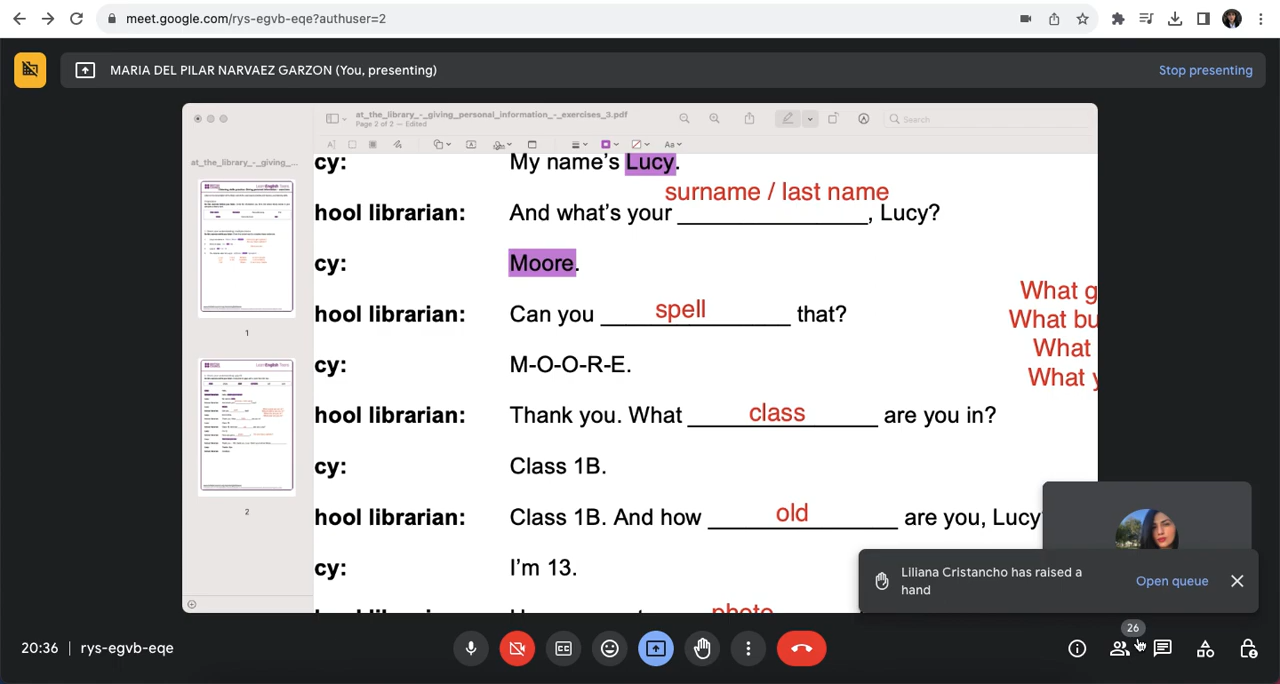 meet.google.com/rys-egvb-eqe?authuser=2
MARIA DEL PILAR NARVAEZ GARZON (You, presenting)
Stop presenting
at_the_library_-_giving_personal_information_-_exercises_3.pdf
Page 2 of 2 — Edited
Search
at_the_library_-_giving_...
1
2
cy: My name's Lucy.
surname / last name
hool librarian: And what's your ____________, Lucy?
cy: Moore.
hool librarian: Can you spell that?
What g
What bu
What
What y
cy: M-O-O-R-E.
hool librarian: Thank you. What class are you in?
cy: Class 1B.
hool librarian: Class 1B. And how old are you, Lucy
cy: I'm 13.
photo
Liliana Cristancho has raised a
hand
Open queue
20:36 | rys-egvb-eqe
26